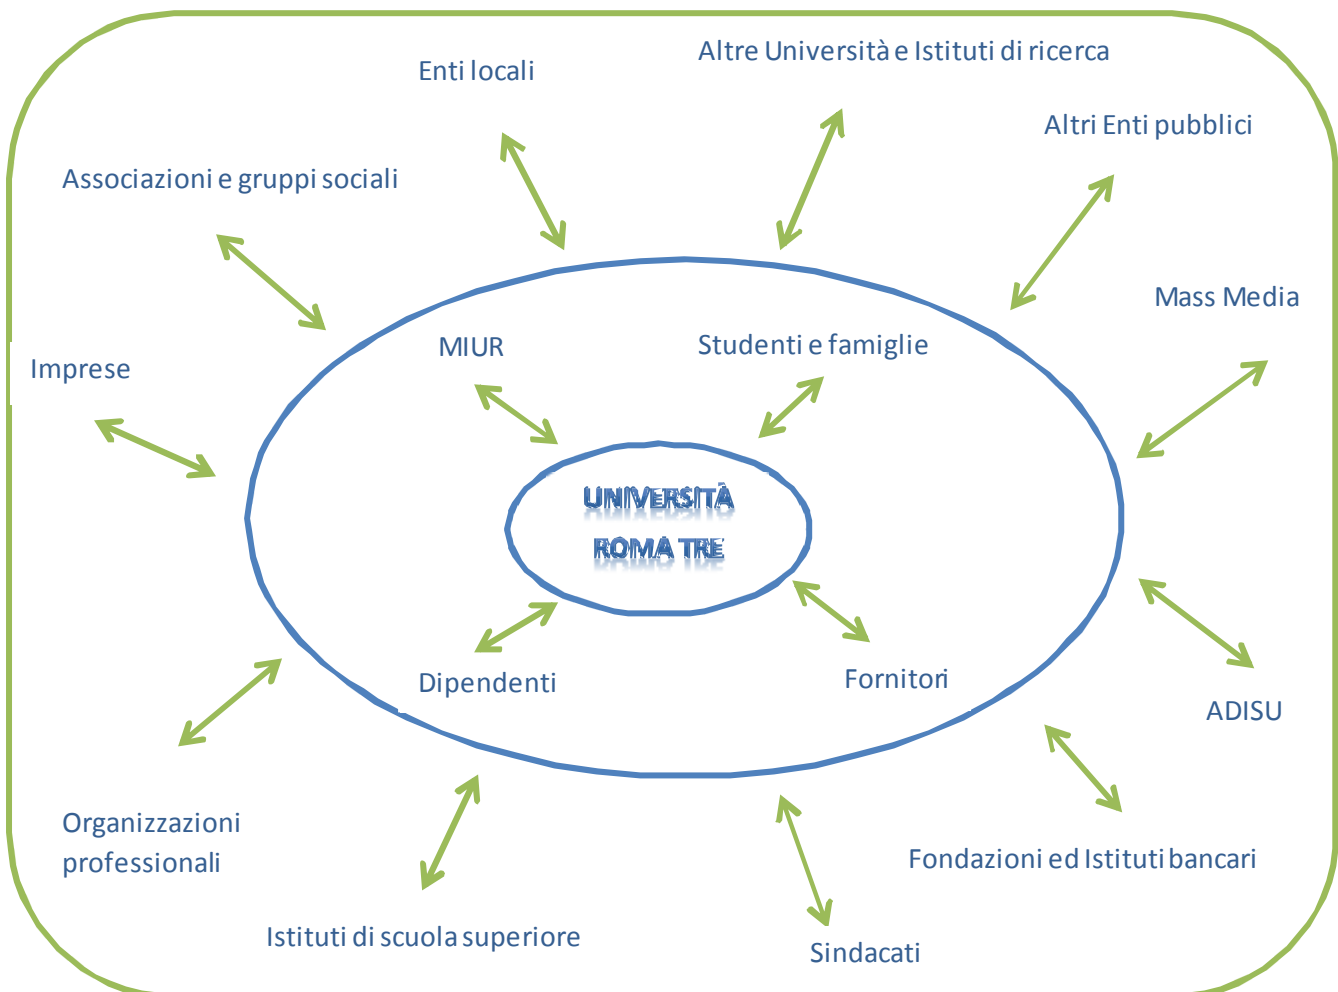 Altre Università e Istituti di ricerca
Enti locali
Altri Enti pubblici
Associazioni e gruppi sociali
Mass Media
MIUR
Studenti e famiglie
Imprese
UNIVERSITÀ
ROMA TRE
Dipendenti
Fornitori
ADISU
Organizzazioni
professionali
Fondazioni ed Istituti bancari
Istituti di scuola superiore
Sindacati